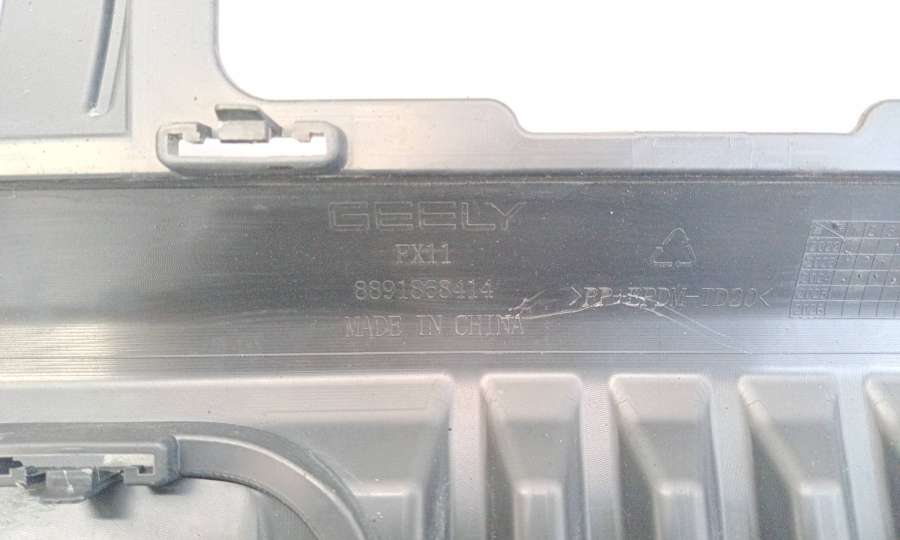 GEELY
FX11
8891868414
>PP+EPDM-TD20<
MADE IN CHINA